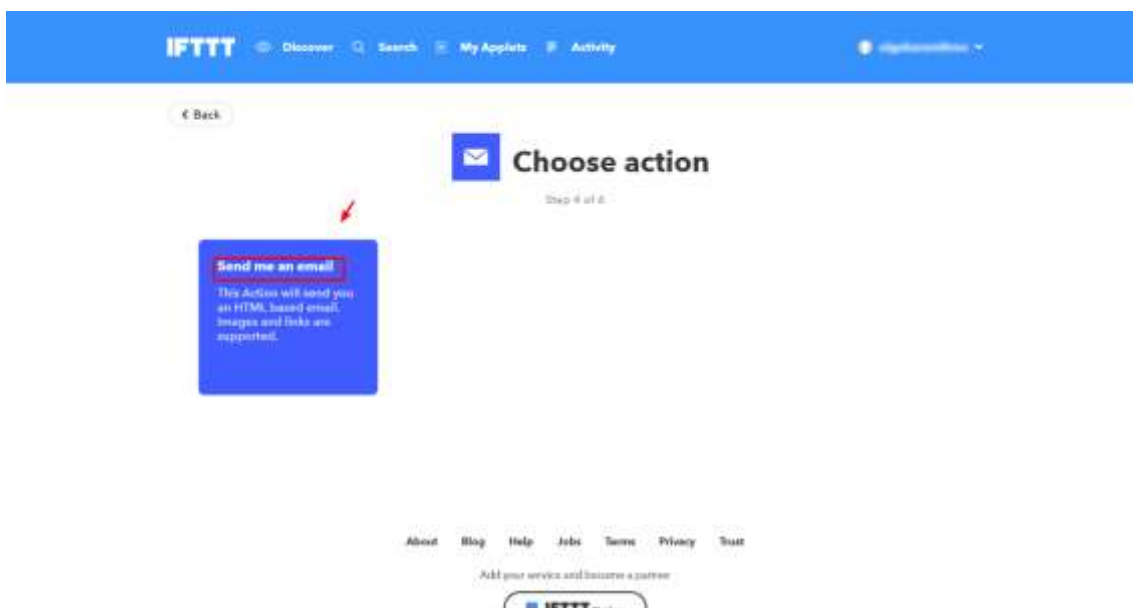 IFTTT Discover Search My Applets Activity
Back
Choose action
Step 4 of 6
Send me an email
This Action will send you
an HTML based email.
Images and links are
supported.
About Blog Help Jobs Terms Privacy Trust
Add your service and become a partner
IFTTT